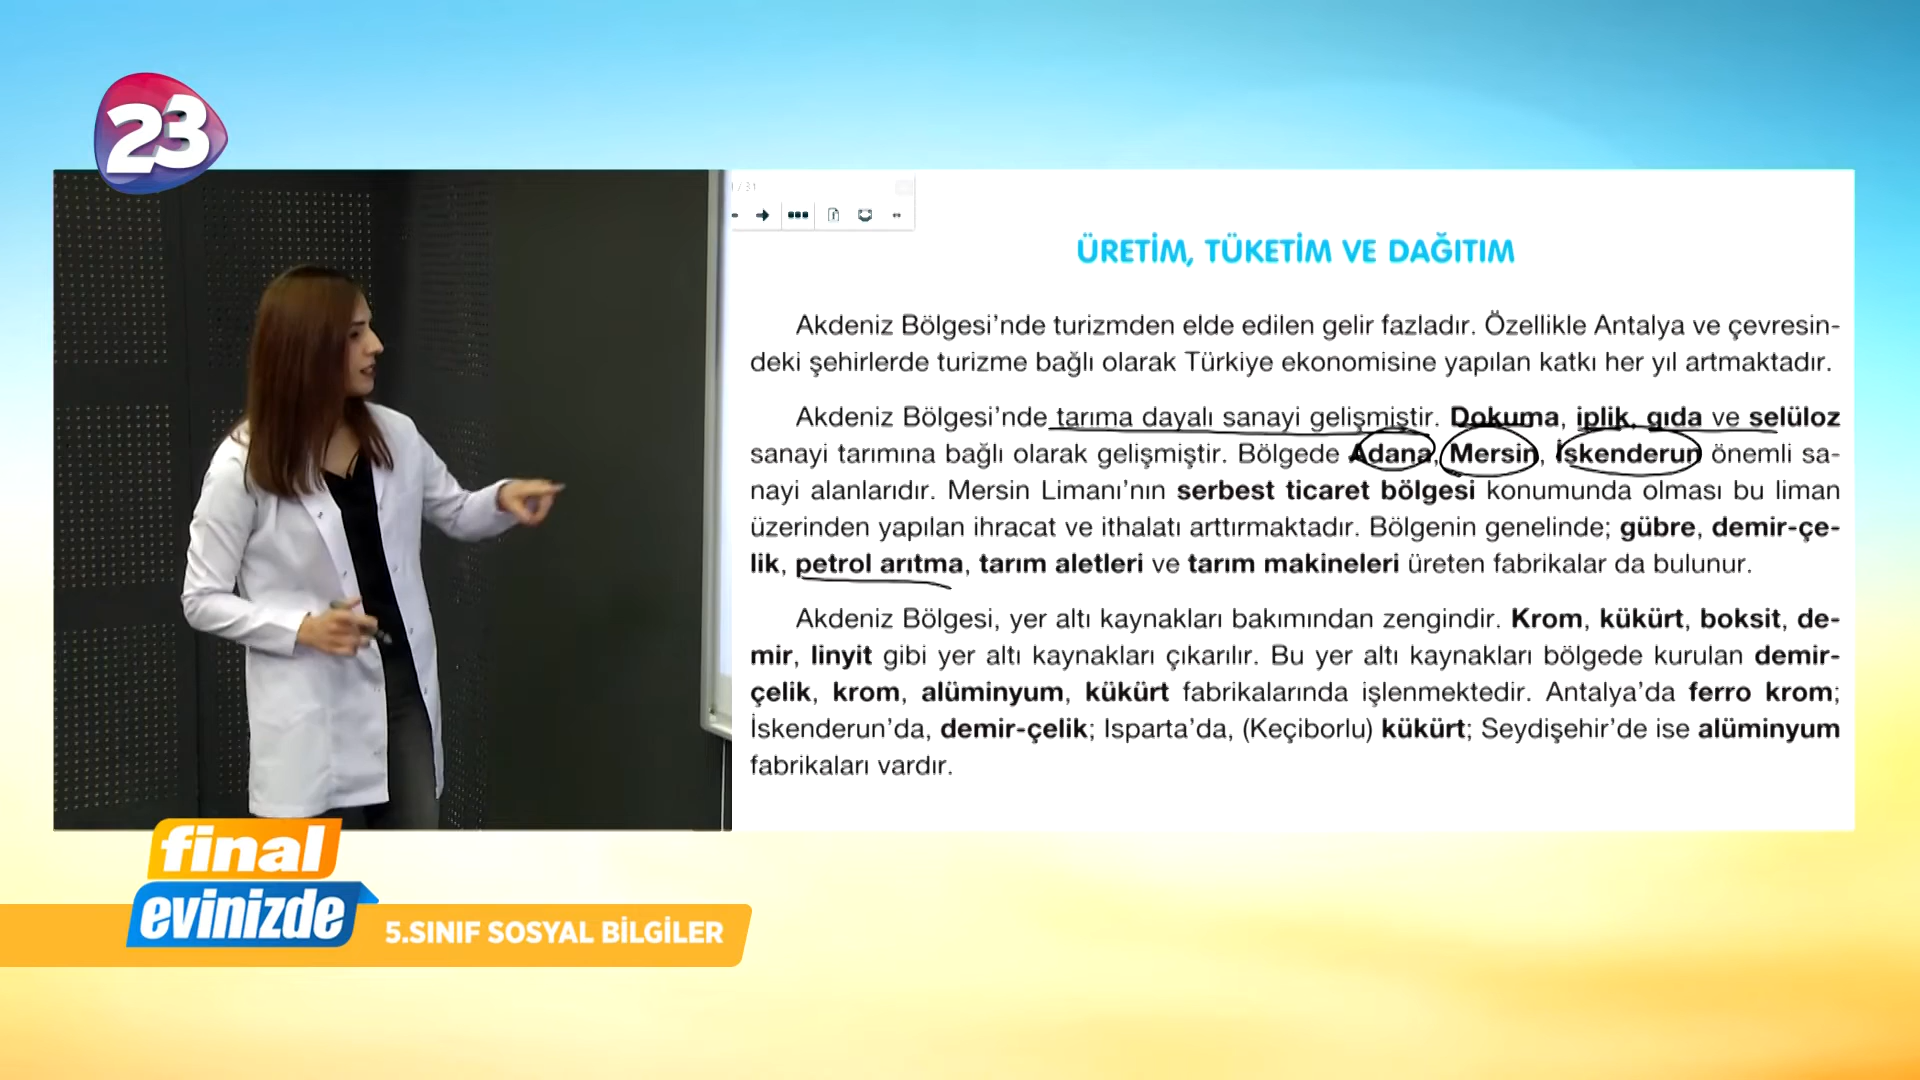 23
/ 31
ÜRETİM, TÜKETİM VE DAĞITIM
Akdeniz Bölgesi’nde turizmden elde edilen gelir fazladır. Özellikle Antalya ve çevresin-
deki şehirlerde turizme bağlı olarak Türkiye ekonomisine yapılan katkı her yıl artmaktadır.
Akdeniz Bölgesi’nde tarıma dayalı sanayi gelişmiştir. Dokuma, iplik, gıda ve selüloz
sanayi tarımına bağlı olarak gelişmiştir. Bölgede Adana, Mersin, İskenderun önemli sa-
nayi alanlarıdır. Mersin Limanı’nın serbest ticaret bölgesi konumunda olması bu liman
üzerinden yapılan ihracat ve ithalatı arttırmaktadır. Bölgenin genelinde; gübre, demir-çe-
lik, petrol arıtma, tarım aletleri ve tarım makineleri üreten fabrikalar da bulunur.
Akdeniz Bölgesi, yer altı kaynakları bakımından zengindir. Krom, kükürt, boksit, de-
mir, linyit gibi yer altı kaynakları çıkarılır. Bu yer altı kaynakları bölgede kurulan demir-
çelik, krom, alüminyum, kükürt fabrikalarında işlenmektedir. Antalya’da ferro krom;
İskenderun’da, demir-çelik; Isparta’da, (Keçiborlu) kükürt; Seydişehir’de ise alüminyum
fabrikaları vardır.
final
evinizde
5.SINIF SOSYAL BİLGİLER